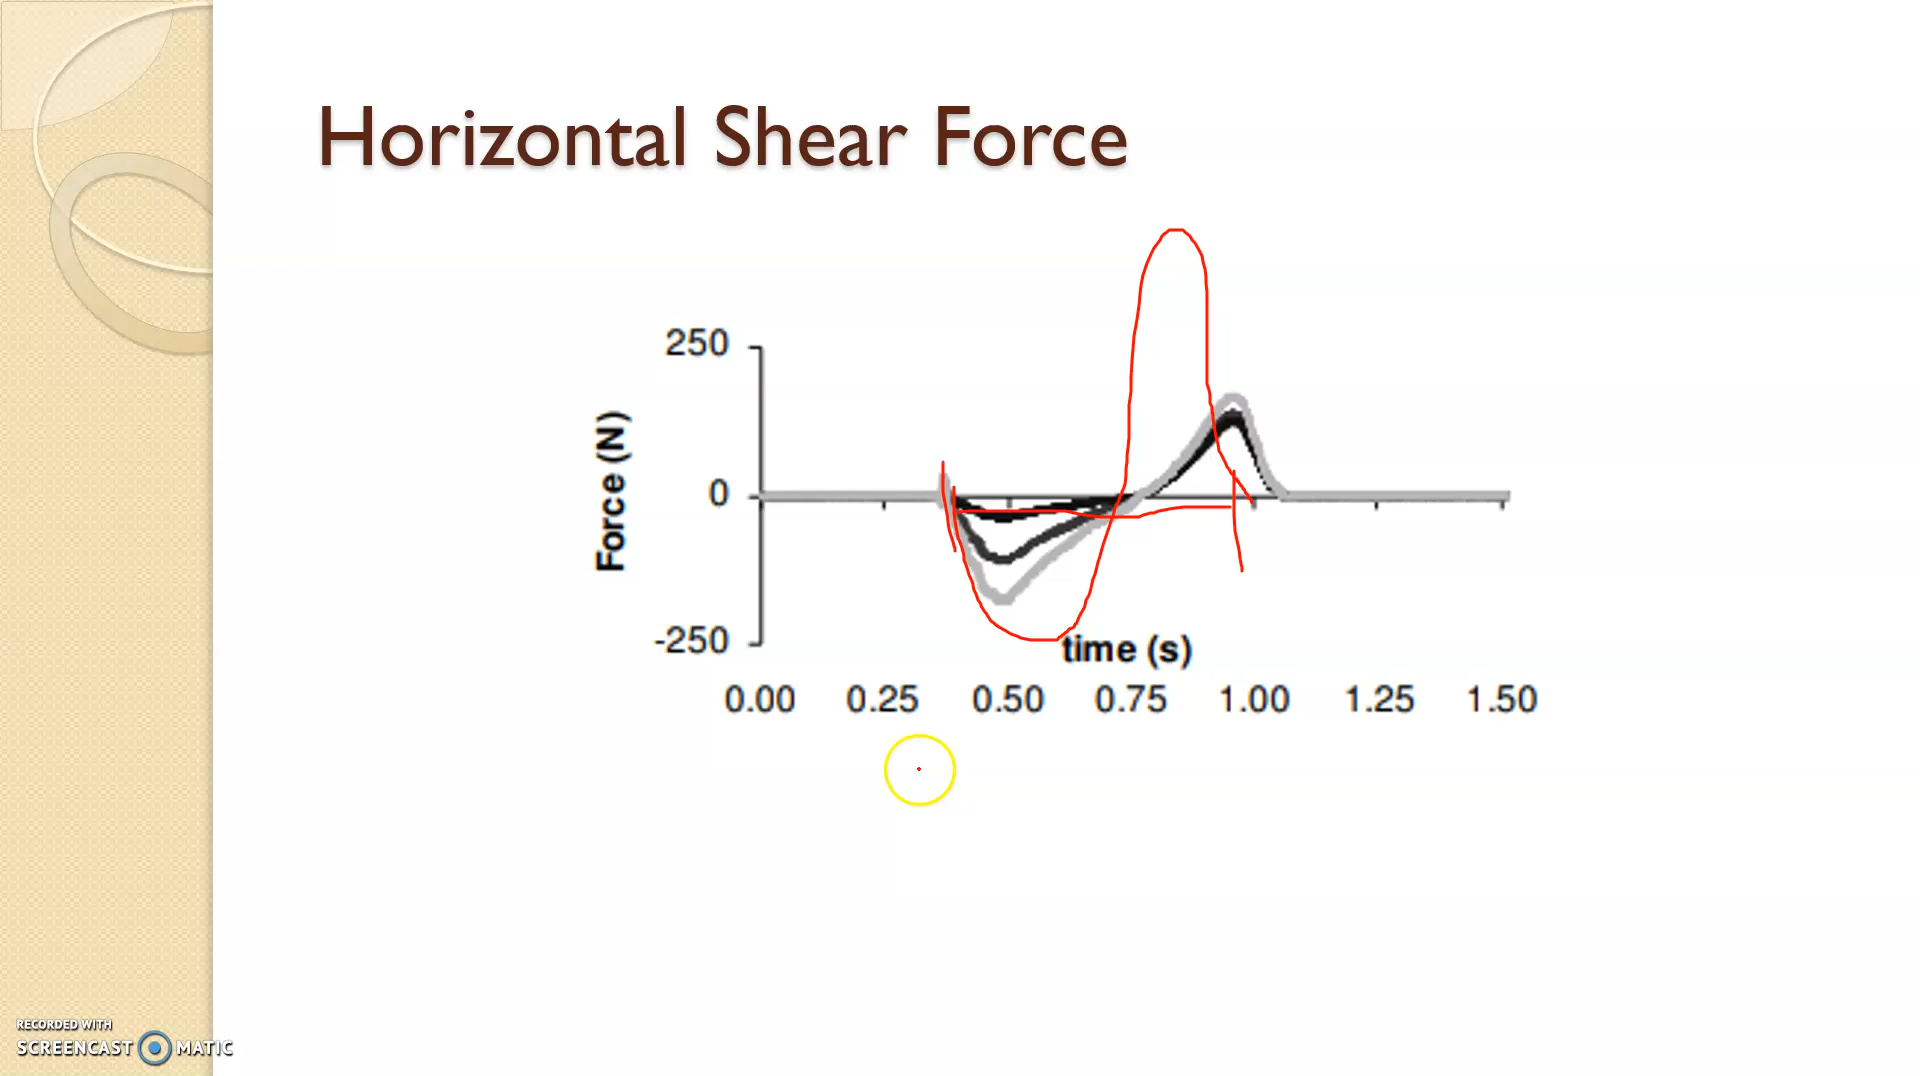 Horizontal Shear Force
250
0
-250
Force (N)
time (s)
0.00 0.25 0.50 0.75 1.00 1.25 1.50
RECORDED WITH
SCREENCAST MATIC